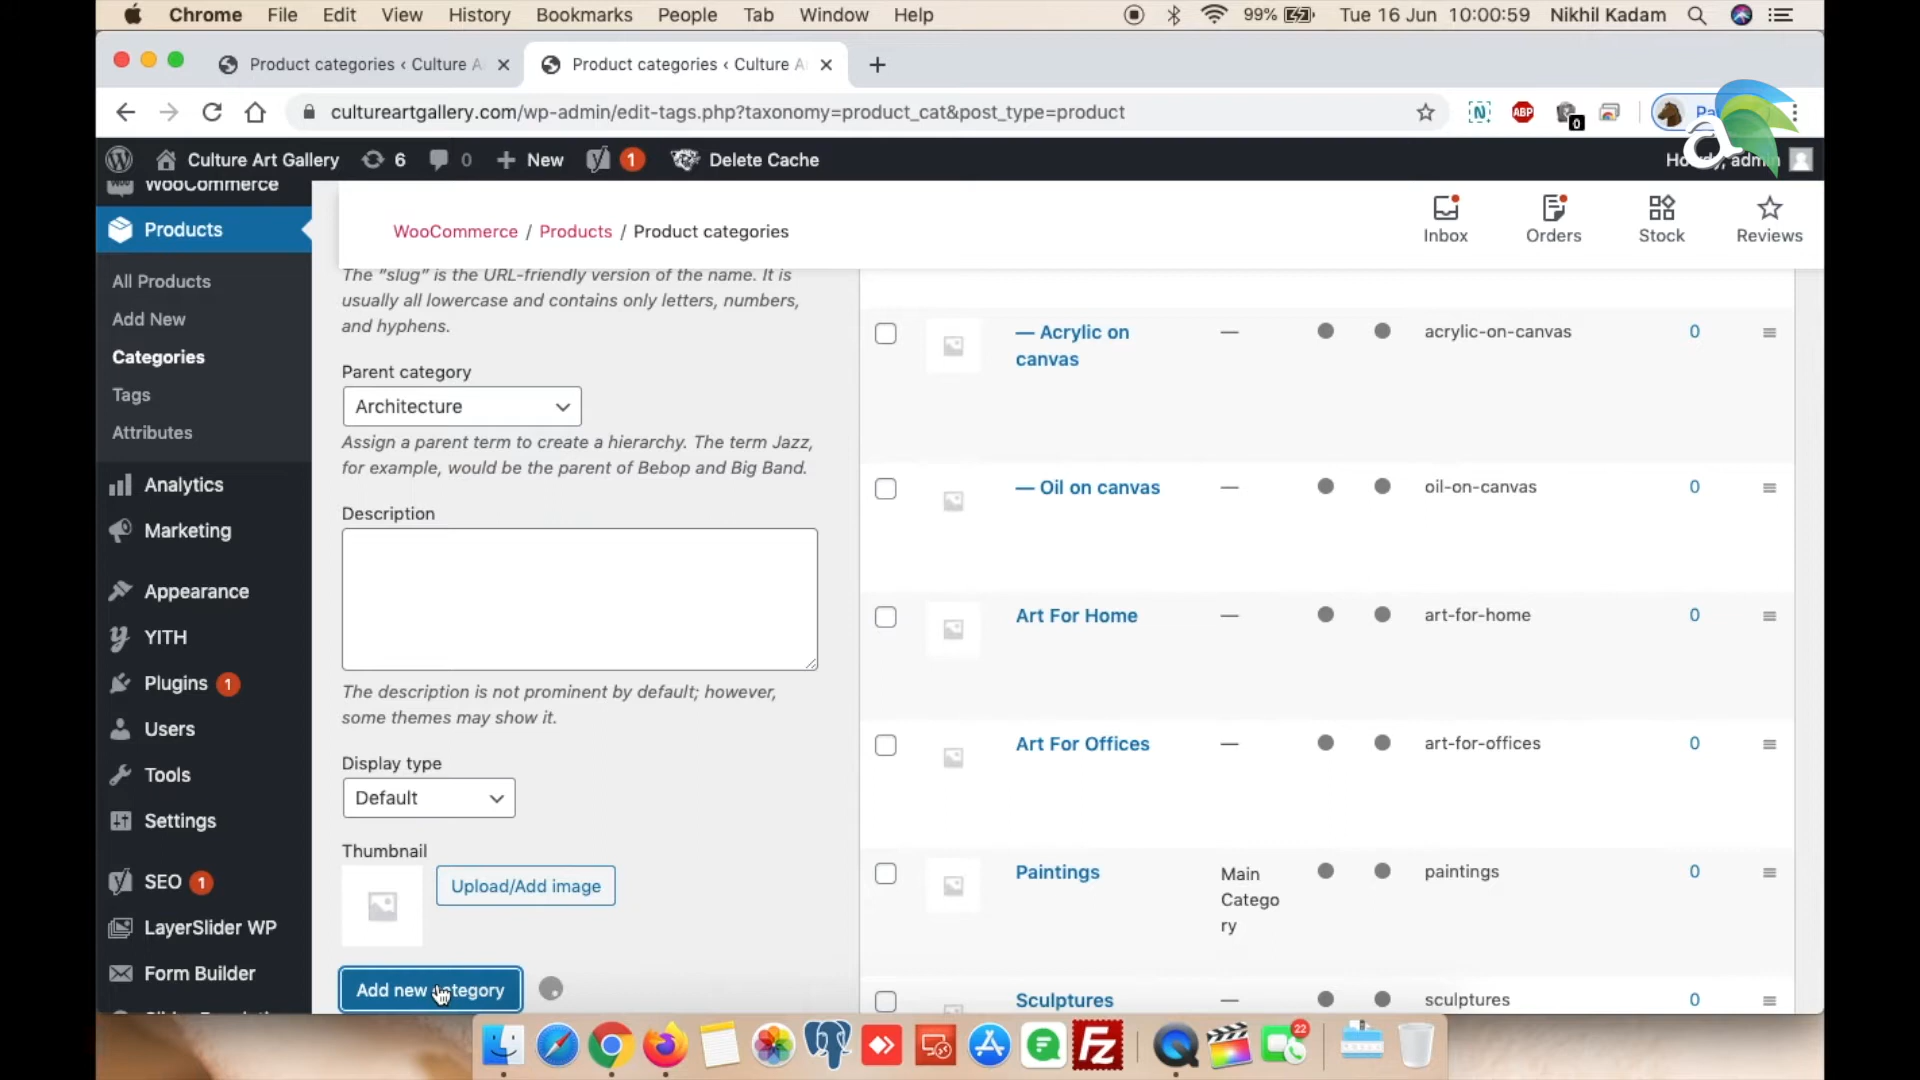 Chrome File Edit View History Bookmarks People Tab Window Help 99% Tue 16 Jun 10:00:59 Nikhil Kadam
Product categories ‹ Culture A
Product categories ‹ Culture A
cultureartgallery.com/wp-admin/edit-tags.php?taxonomy=product_cat&post_type=product
ABP
0
Pa
Culture Art Gallery 6 0 New 1 Delete Cache
Howdy, admin
WooCommerce
Products
All Products
Add New
Categories
Tags
Attributes
Analytics
Marketing
Appearance
YITH
Plugins 1
Users
Tools
Settings
SEO 1
LayerSlider WP
Form Builder
WooCommerce / Products / Product categories
Inbox
Orders
Stock
Reviews
The “slug” is the URL-friendly version of the name. It is
usually all lowercase and contains only letters, numbers,
and hyphens.
Parent category
Architecture
Assign a parent term to create a hierarchy. The term Jazz,
for example, would be the parent of Bebop and Big Band.
Description
The description is not prominent by default; however,
some themes may show it.
Display type
Default
Thumbnail
Upload/Add image
Add new category
— Acrylic on
canvas
— acrylic-on-canvas 0
— Oil on canvas — oil-on-canvas 0
Art For Home — art-for-home 0
Art For Offices — art-for-offices 0
Paintings
Main
Catego
ry
paintings 0
Sculptures — sculptures 0
22